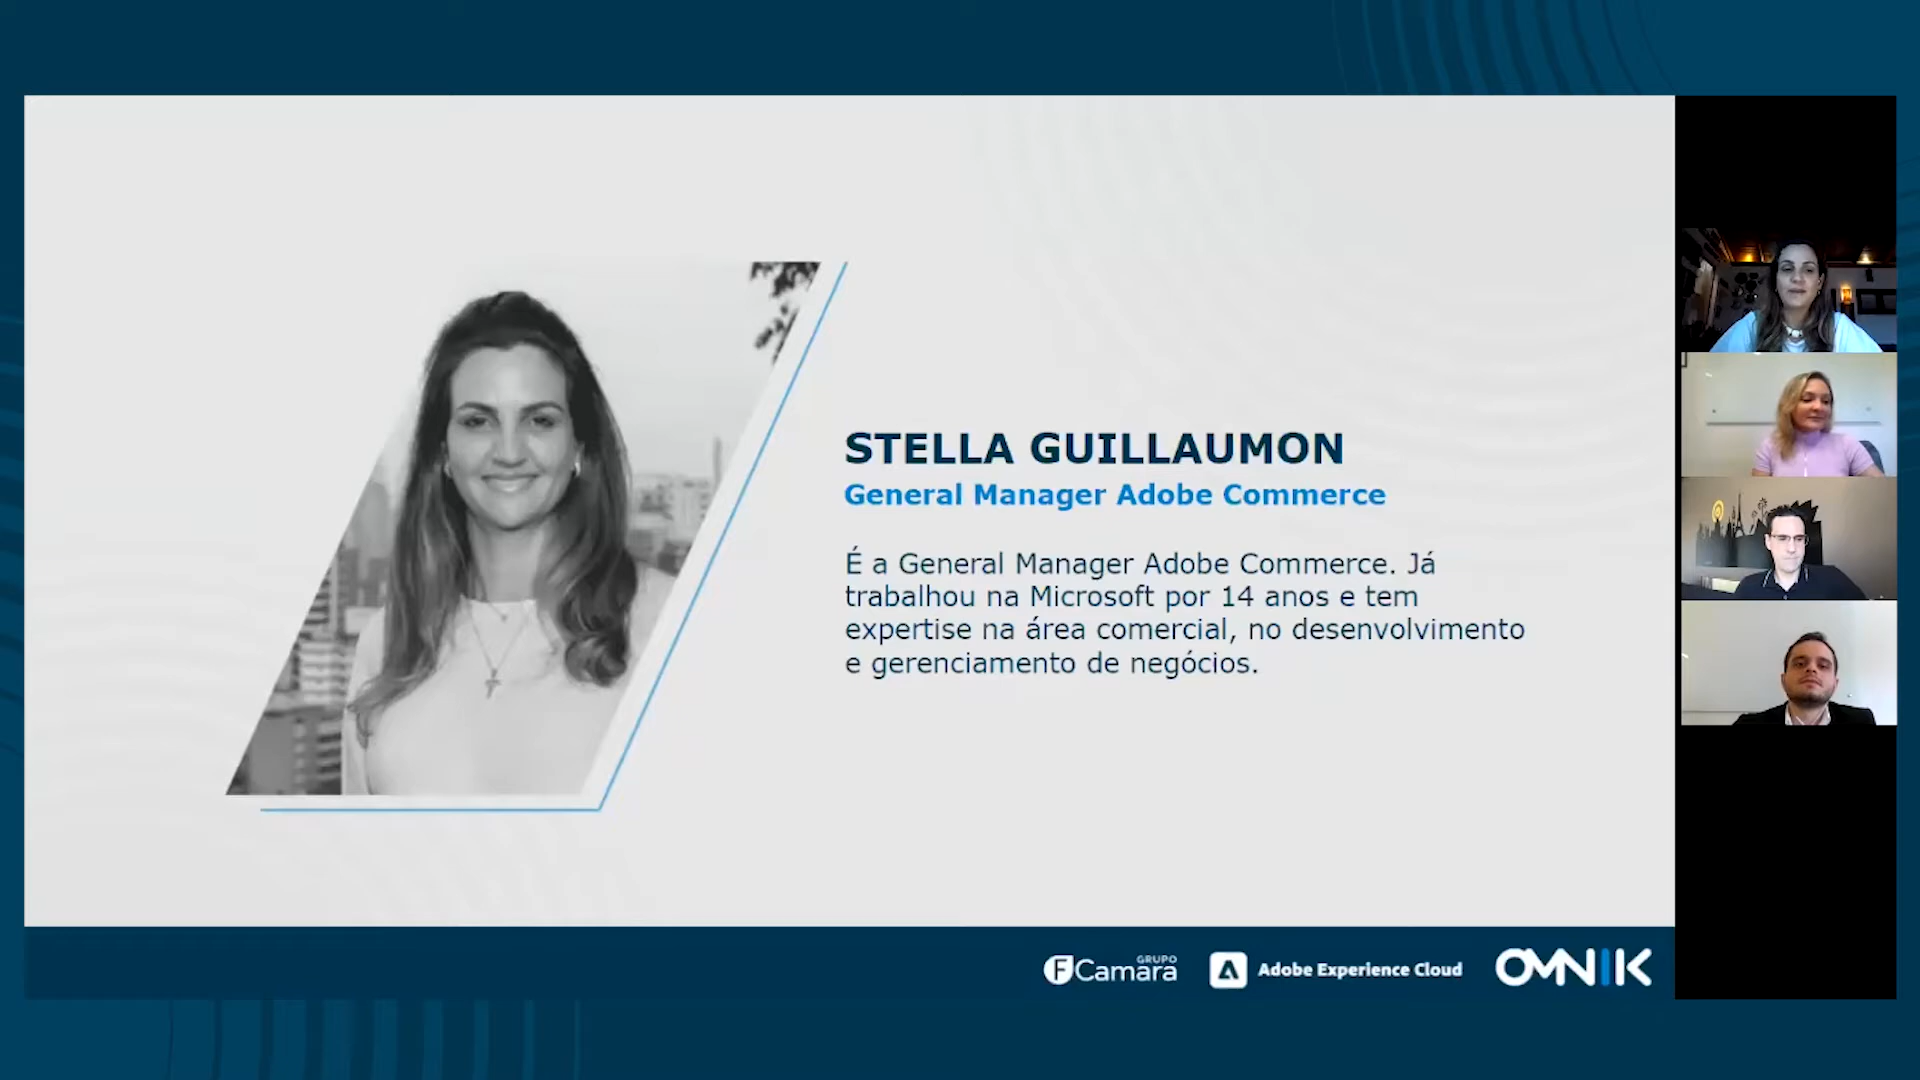 STELLA GUILLAUMON
General Manager Adobe Commerce
É a General Manager Adobe Commerce. Já
trabalhou na Microsoft por 14 anos e tem
expertise na área comercial, no desenvolvimento
e gerenciamento de negócios.
GRUPO
FCamara
Adobe Experience Cloud
OMNIK